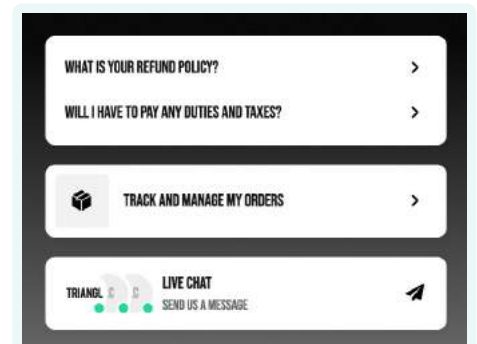 WHAT IS YOUR REFUND POLICY?
WILL I HAVE TO PAY ANY DUTIES AND TAXES?
TRACK AND MANAGE MY ORDERS
TRIANGL
LIVE CHAT
SEND US A MESSAGE